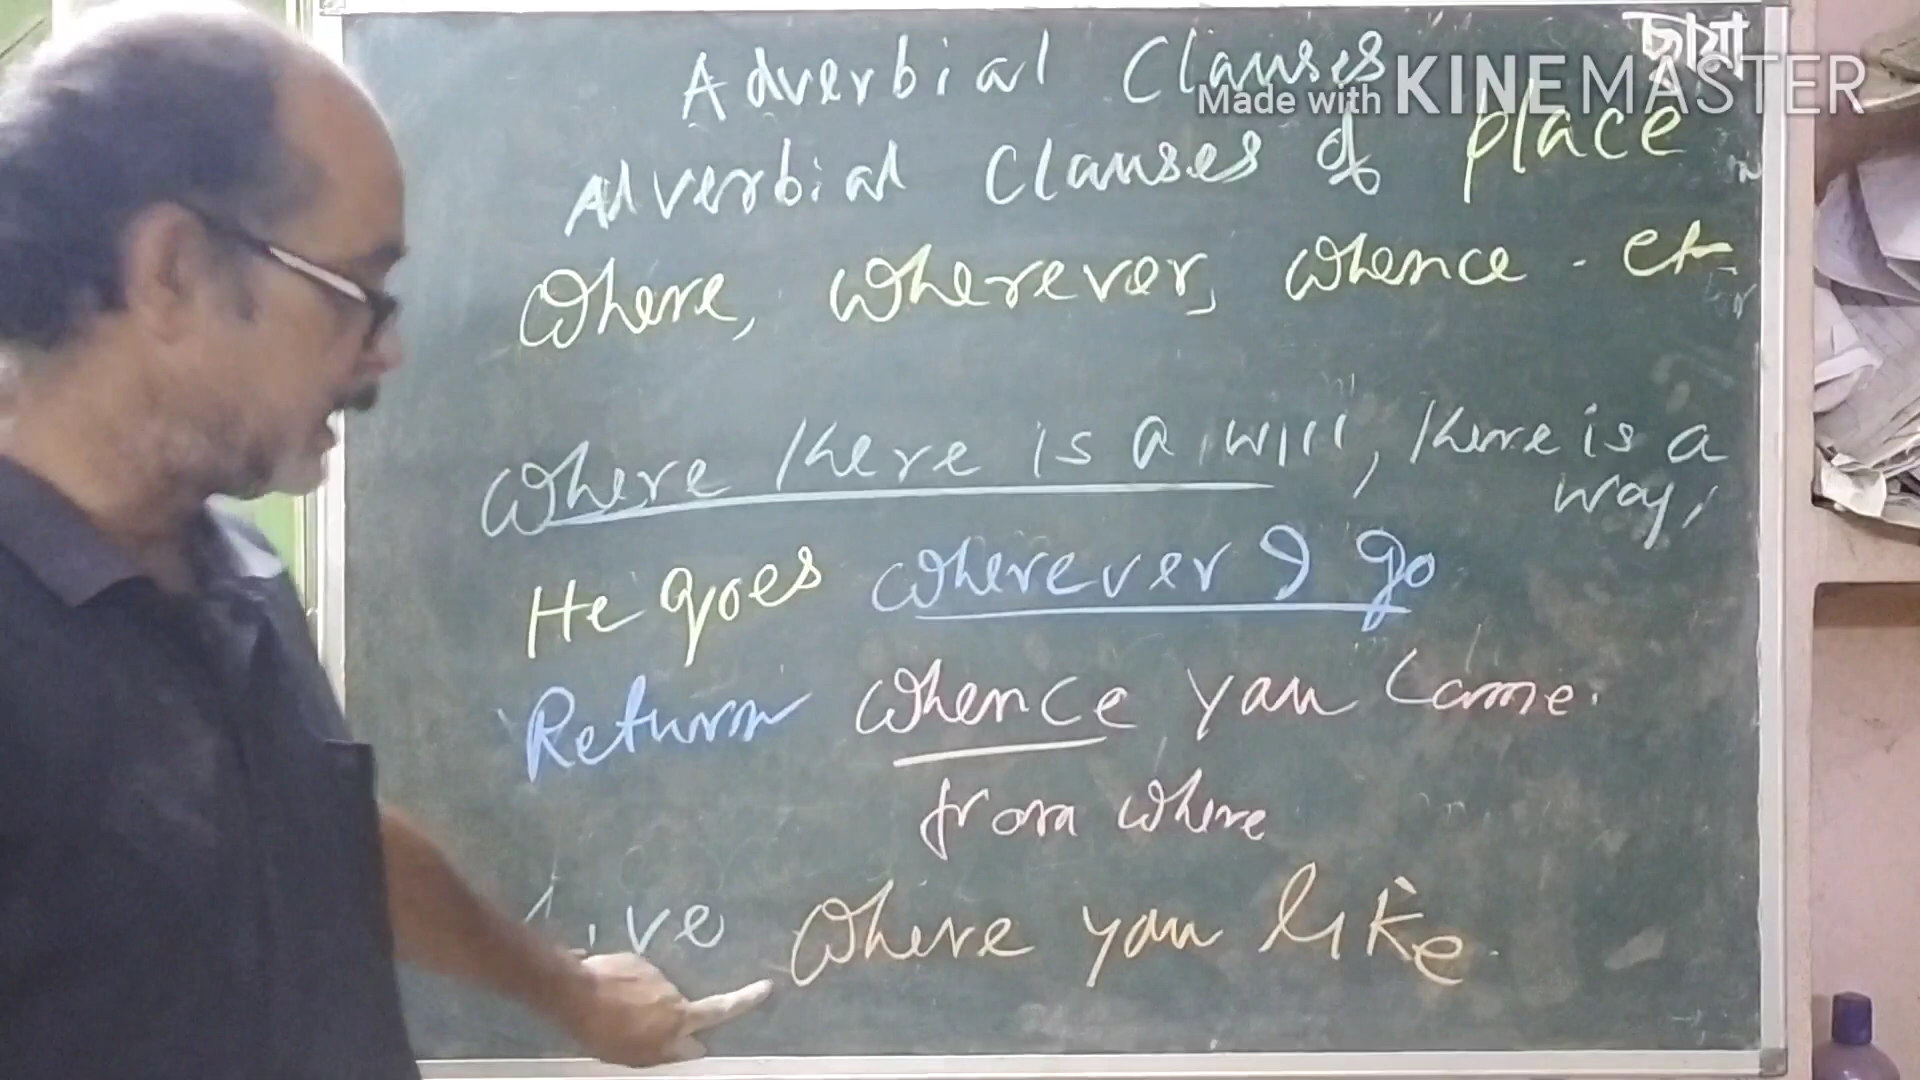 ছায়া
Made with KINEMASTER
Adverbial Clauses
Adverbial Clauses of place
Where, wherever, whence - etc
Where there is a will, there is a
way,
He goes wherever I go
Return whence you came.
from where
Live where you like.